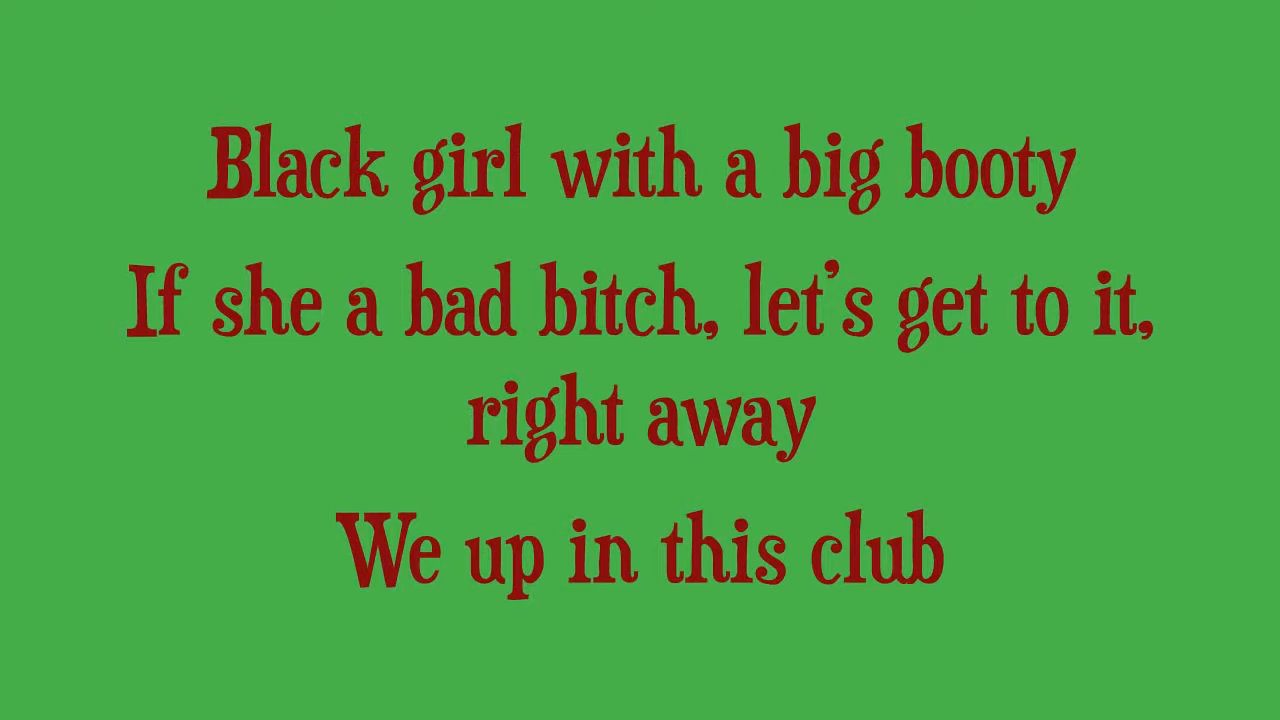 Black girl with a big booty
If she a bad bitch, let's get to it,
right away
We up in this club